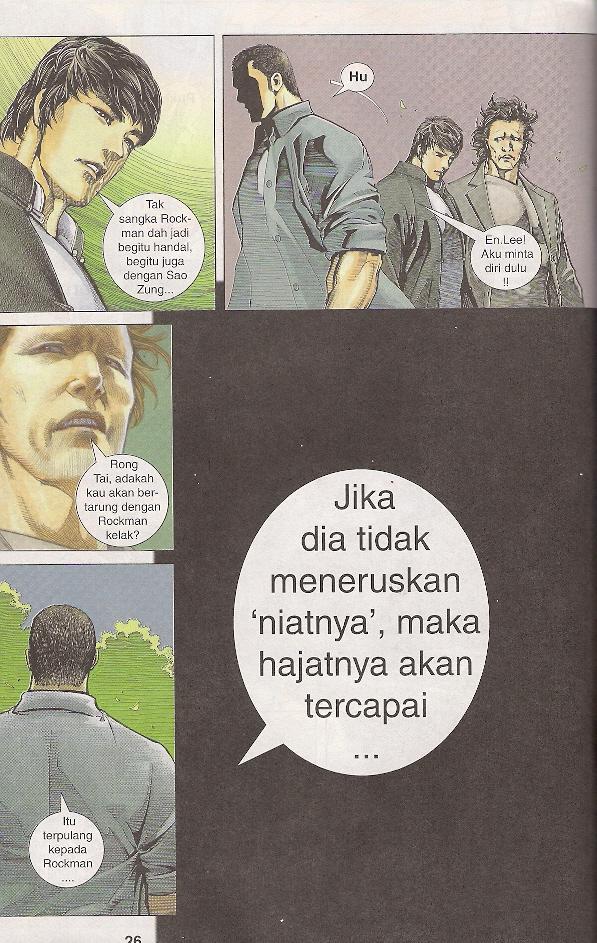 Tak
sangka Rock-
man dah jadi
begitu handal,
begitu juga
dengan Sao
Zung...
Hu
En.Lee!
Aku minta
diri dulu
!!
Rong
Tai, adakah
kau akan ber-
tarung dengan
Rockman
kelak?
Itu
terpulang
kepada
Rockman
....
Jika
dia tidak
meneruskan
‘niatnya’, maka
hajatnya akan
tercapai
...
26